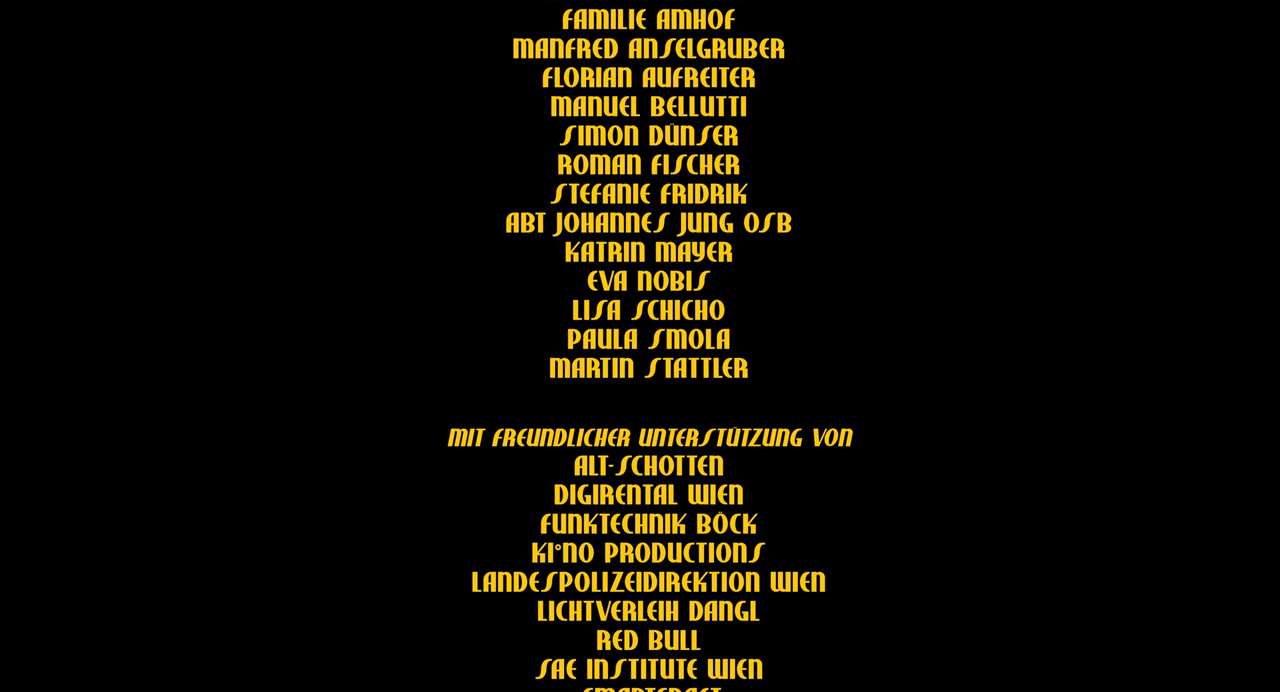 FAMILIE AMHOF
MANFRED ANSELGRUBER
FLORIAN AUFREITER
MANUEL BELLUTTI
SIMON DÜNSER
ROMAN FISCHER
STEFANIE FRIDRIK
ABT JOHANNES JUNG OSB
KATRIN MAYER
EVA NOBIS
LISA SCHICHO
PAULA SMOLA
MARTIN STATTLER
MIT FREUNDLICHER UNTERSTÜTZUNG VON
ALT-SCHOTTEN
DIGIRENTAL WIEN
FUNKTECHNIK BÖCK
KI°NO PRODUCTIONS
LANDESPOLIZEIDIREKTION WIEN
LICHTVERLEIH DANGL
RED BULL
SAE INSTITUTE WIEN